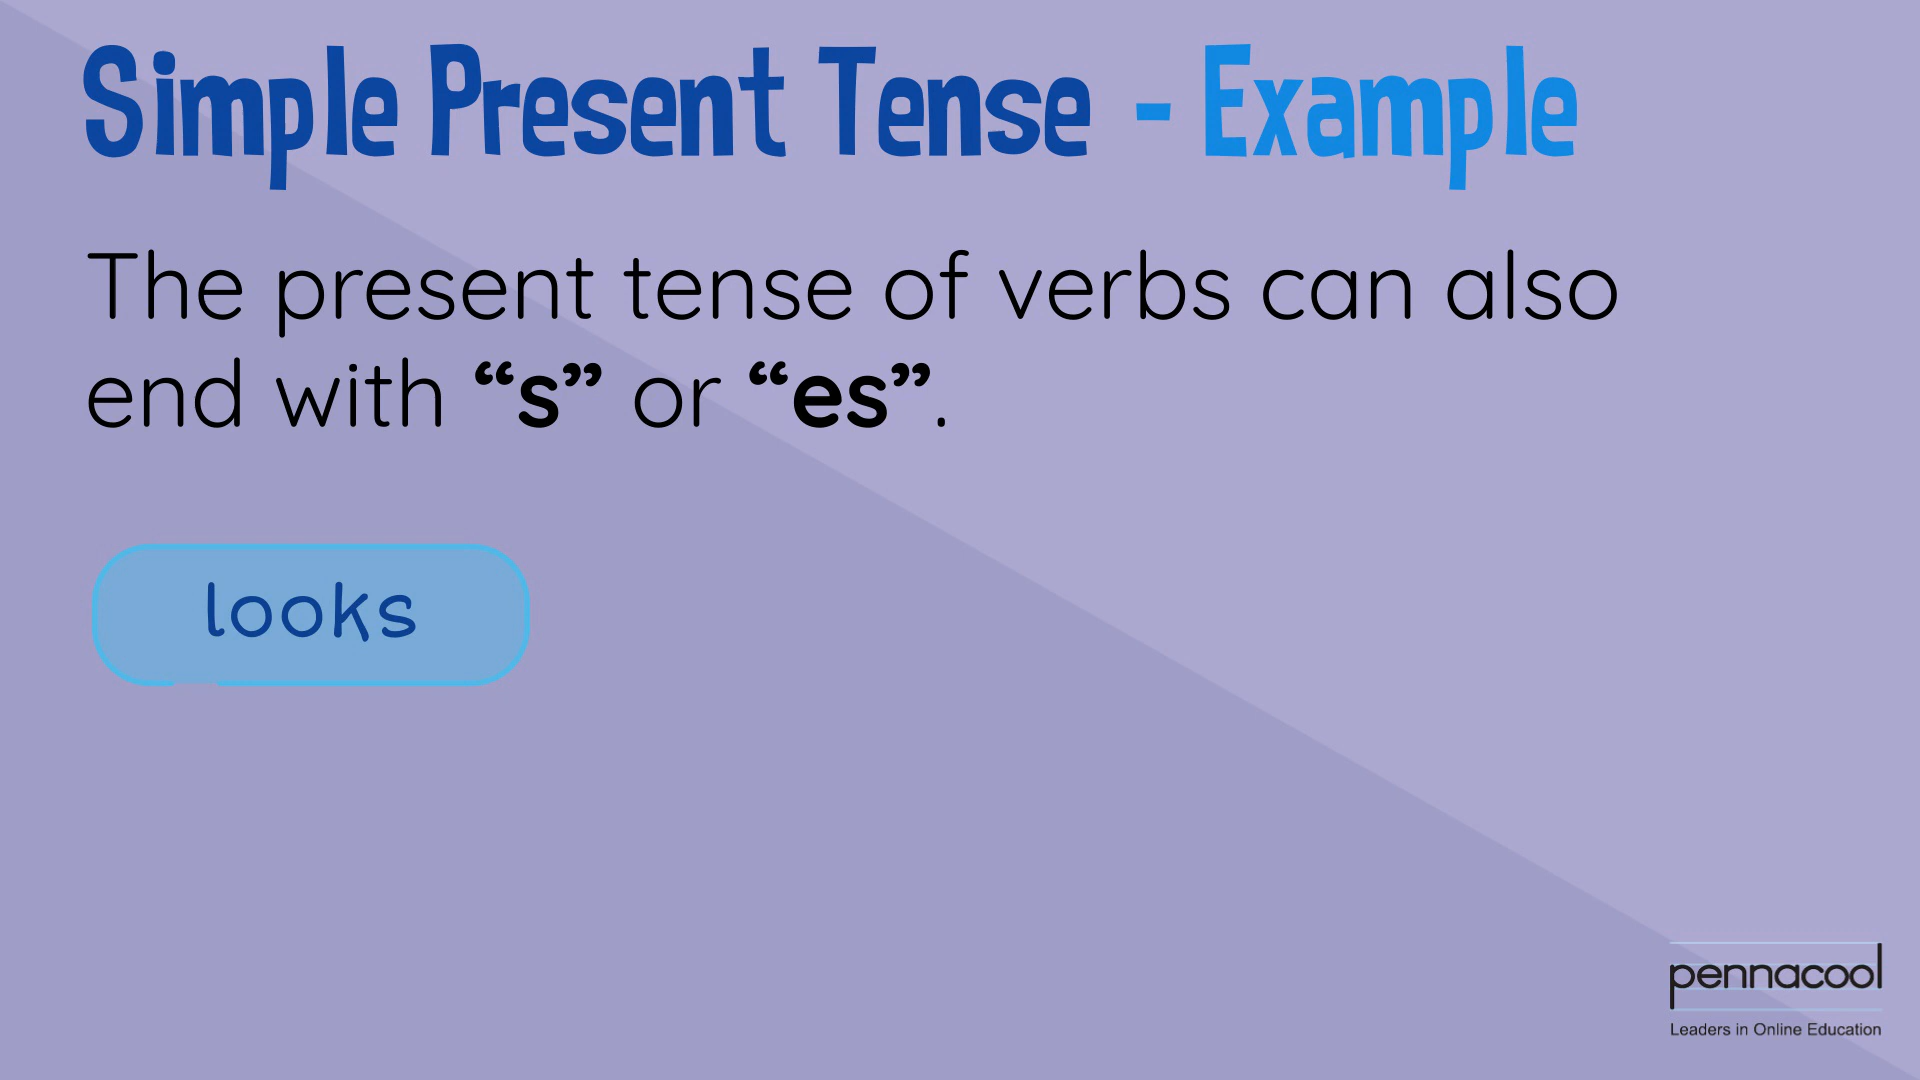 Simple Present Tense - Example
The present tense of verbs can also
end with “s” or “es”.
looks
pennacool
Leaders in Online Education